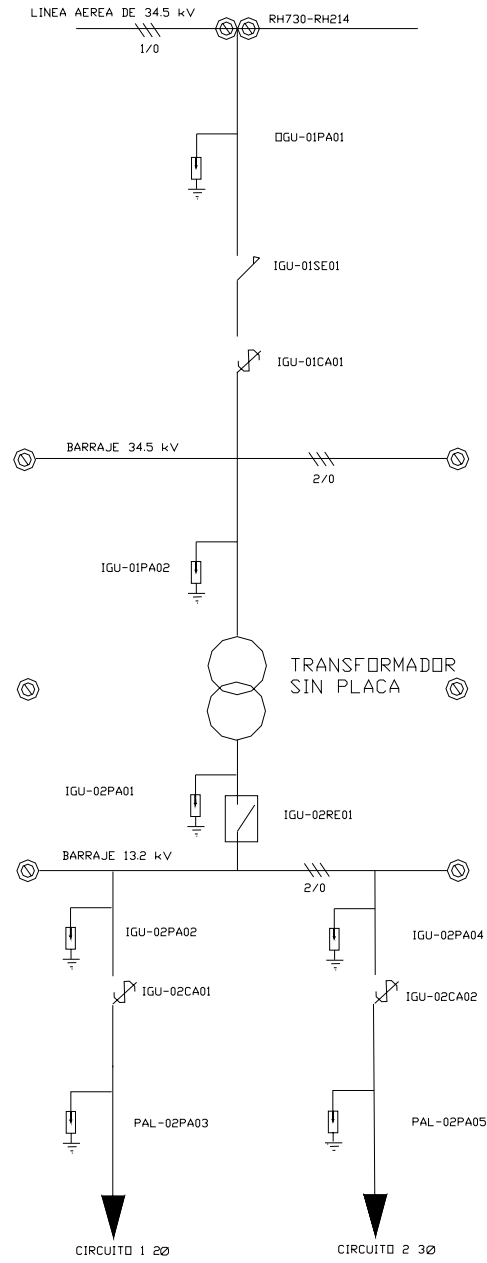 LINEA AEREA DE 34.5 kV
RH730-RH214
1/0
OGU-01PA01
IGU-01SE01
IGU-01CA01
BARRAJE 34.5 kV
2/0
IGU-01PA02
TRANSFORMADOR
SIN PLACA
IGU-02PA01
IGU-02RE01
BARRAJE 13.2 kV
2/0
IGU-02PA02
IGU-02PA04
IGU-02CA01
IGU-02CA02
PAL-02PA03
PAL-02PA05
CIRCUITO 1 2Ø
CIRCUITO 2 3Ø